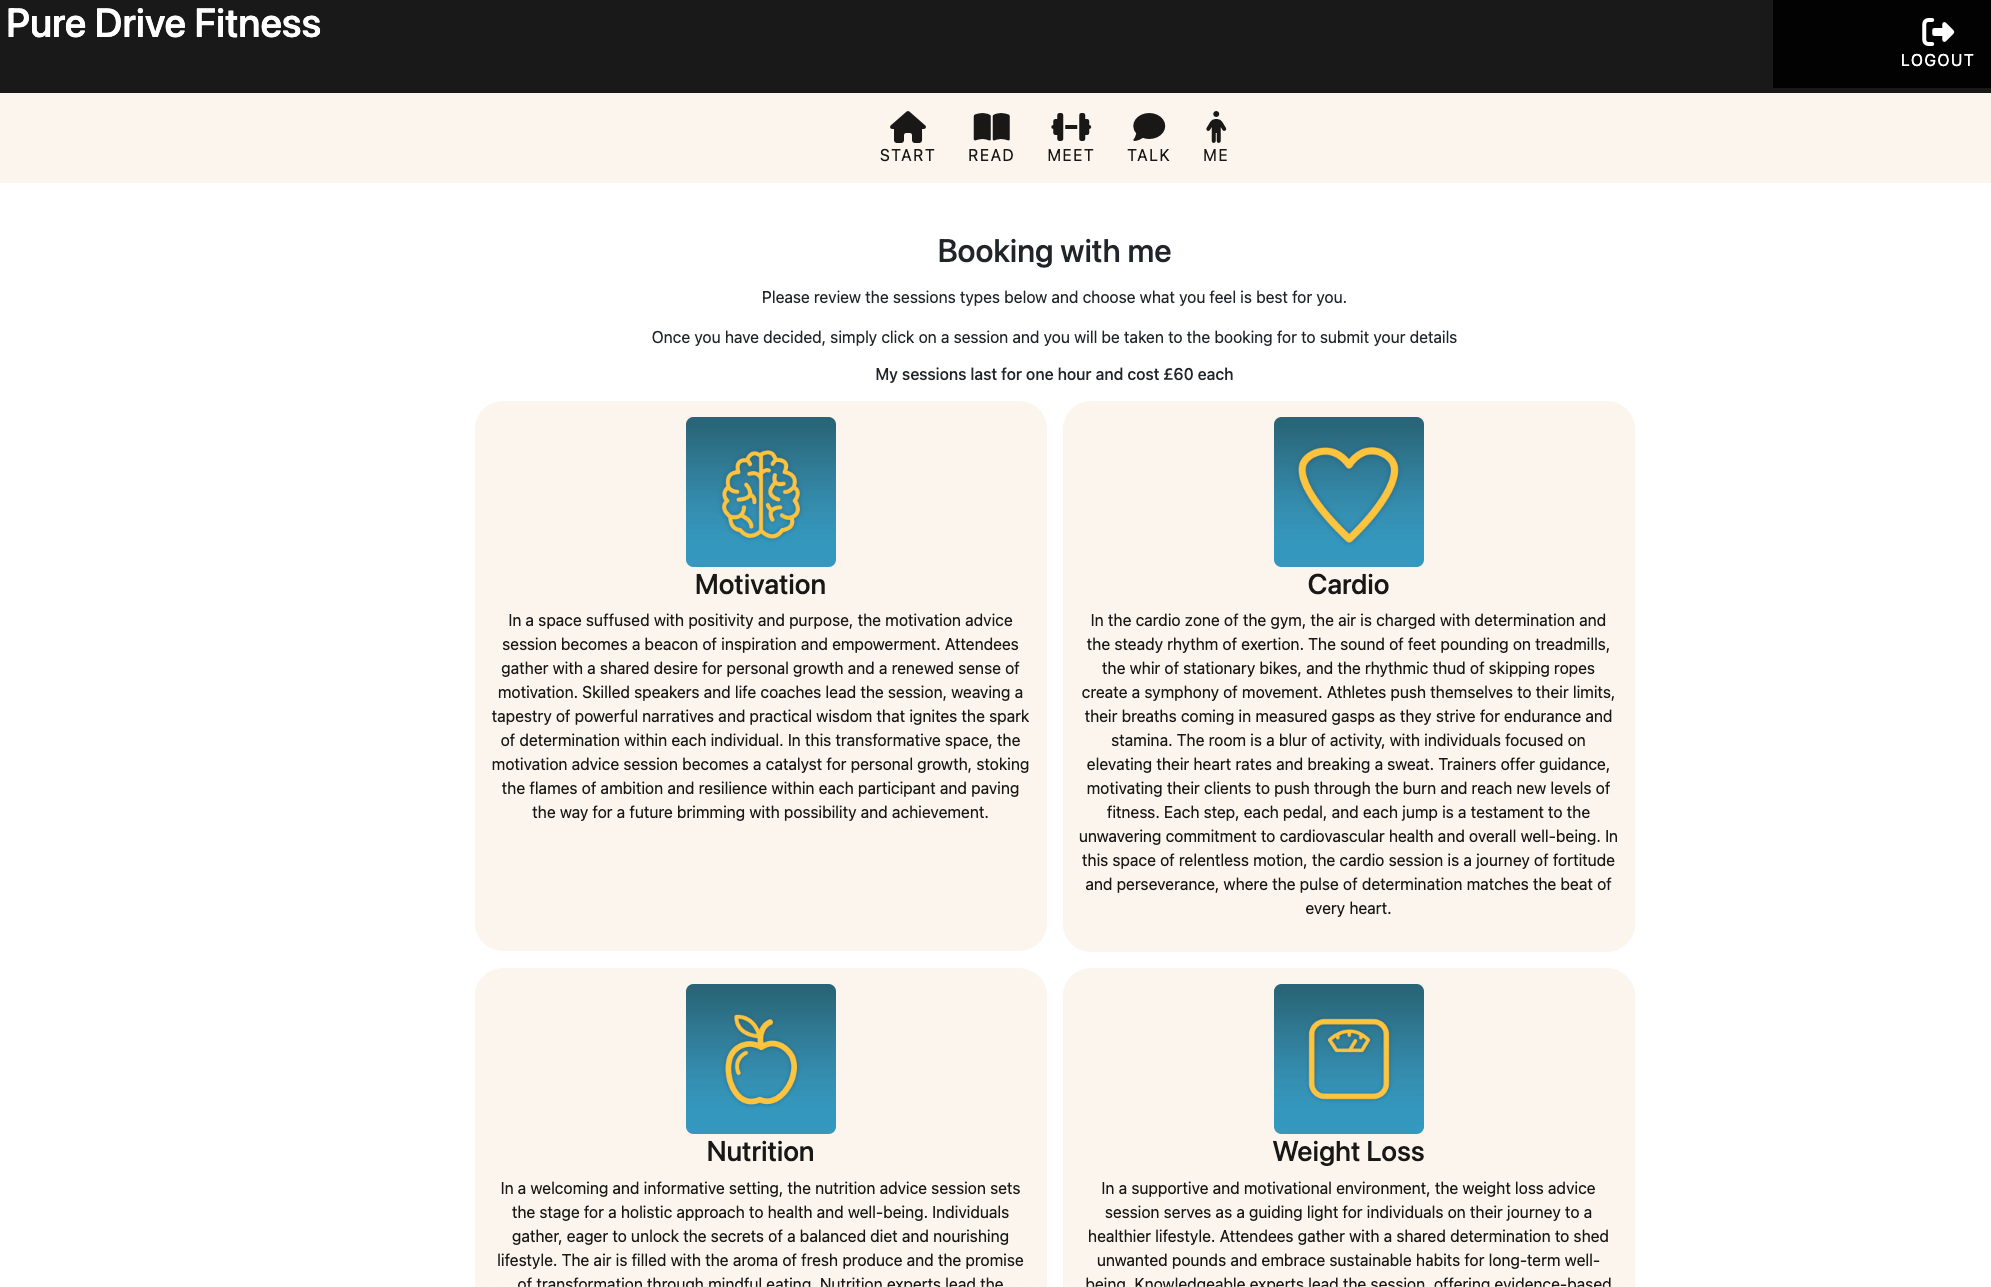 Pure Drive Fitness
LOGOUT
START READ MEET TALK ME
Booking with me
Please review the sessions types below and choose what you feel is best for you.
Once you have decided, simply click on a session and you will be taken to the booking for to submit your details
My sessions last for one hour and cost £60 each
Motivation
In a space suffused with positivity and purpose, the motivation advice
session becomes a beacon of inspiration and empowerment. Attendees
gather with a shared desire for personal growth and a renewed sense of
motivation. Skilled speakers and life coaches lead the session, weaving a
tapestry of powerful narratives and practical wisdom that ignites the spark
of determination within each individual. In this transformative space, the
motivation advice session becomes a catalyst for personal growth, stoking
the flames of ambition and resilience within each participant and paving
the way for a future brimming with possibility and achievement.
Cardio
In the cardio zone of the gym, the air is charged with determination and
the steady rhythm of exertion. The sound of feet pounding on treadmills,
the whir of stationary bikes, and the rhythmic thud of skipping ropes
create a symphony of movement. Athletes push themselves to their limits,
their breaths coming in measured gasps as they strive for endurance and
stamina. The room is a blur of activity, with individuals focused on
elevating their heart rates and breaking a sweat. Trainers offer guidance,
motivating their clients to push through the burn and reach new levels of
fitness. Each step, each pedal, and each jump is a testament to the
unwavering commitment to cardiovascular health and overall well-being. In
this space of relentless motion, the cardio session is a journey of fortitude
and perseverance, where the pulse of determination matches the beat of
every heart.
Nutrition
In a welcoming and informative setting, the nutrition advice session sets
the stage for a holistic approach to health and well-being. Individuals
gather, eager to unlock the secrets of a balanced diet and nourishing
lifestyle. The air is filled with the aroma of fresh produce and the promise
of transformation through mindful eating. Nutrition experts lead the
Weight Loss
In a supportive and motivational environment, the weight loss advice
session serves as a guiding light for individuals on their journey to a
healthier lifestyle. Attendees gather with a shared determination to shed
unwanted pounds and embrace sustainable habits for long-term well-
being. Knowledgeable experts lead the session, offering evidence-based